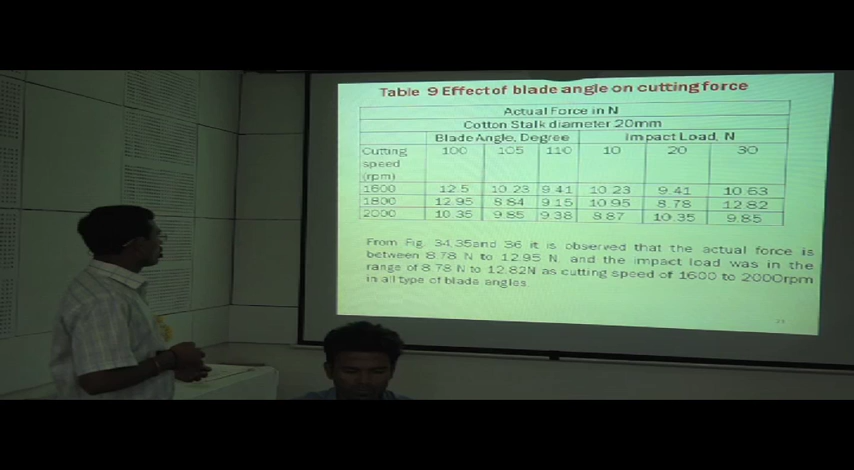 Table 9 Effect of blade angle on cutting force
Actual Force in N
Cotton Stalk diameter 20mm
Blade Angle, Degree Impact Load, N
Cutting speed (rpm) 100 105 110 10 20 30
1600 12.5 10.23 9.41 10.23 9.41 10.63
1800 12.95 8.84 9.15 10.95 8.78 12.82
2000 10.35 9.85 9.38 8.87 10.35 9.85
From Fig. 34,35and 36 it is observed that the actual force is
between 8.78 N to 12.95 N and the impact load was in the
range of 8.78 N to 12.82N as cutting speed of 1600 to 2000rpm
in all type of blade angles